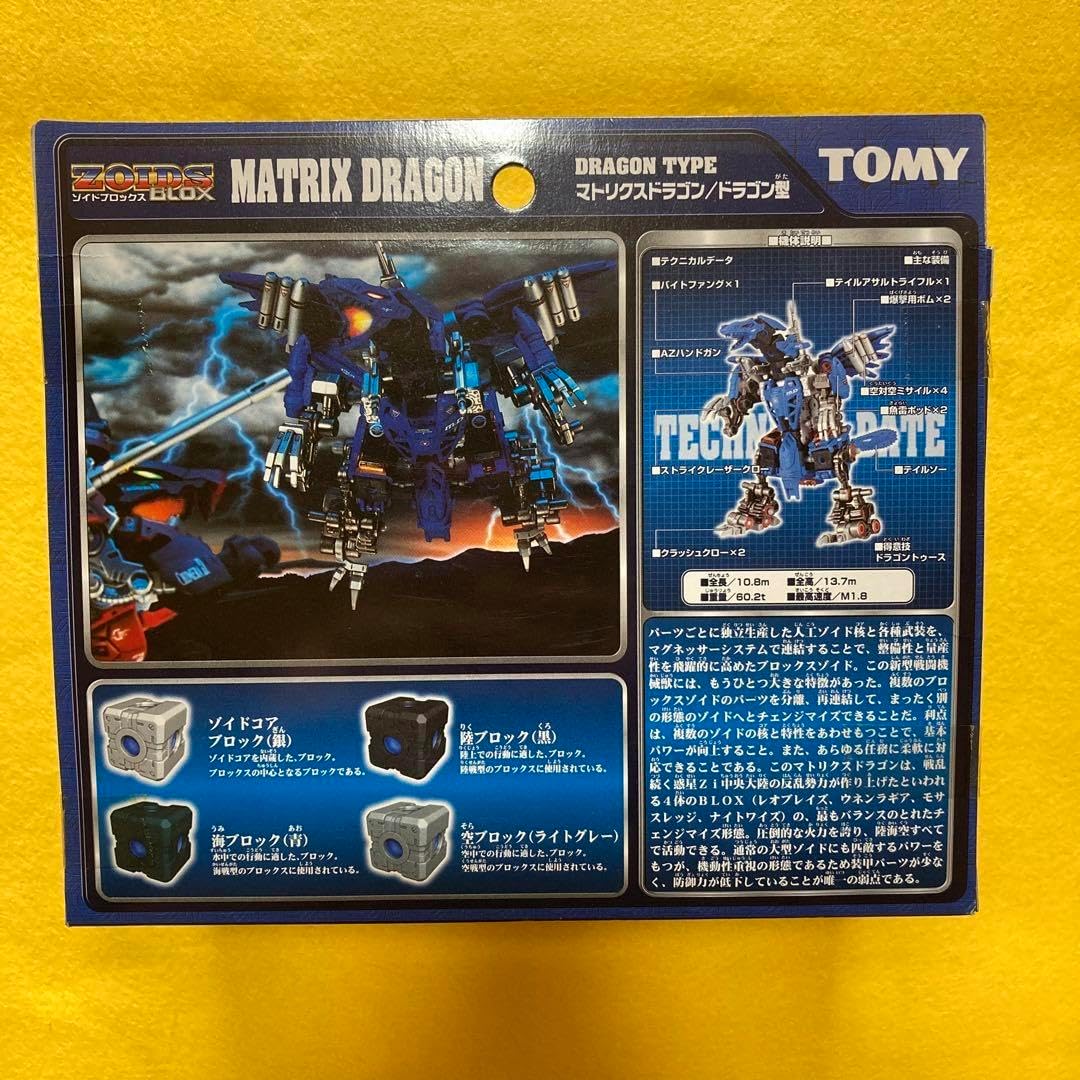 ZOIDS
BLOX
ゾイドブロックス
MATRIX DRAGON
DRAGON TYPE
マトリクスドラゴン/ドラゴン型
TOMY
■機体説明■
■テクニカルデータ
■主な装備
■バイトファング×1
■テイルアサルトライフル×1
■爆撃用ボム×2
■AZハンドガン
■空対空ミサイル×4
■魚雷ポッド×2
■ストライクレーザークロー
■テイルソー
■クラッシュクロー×2
■得意技
ドラゴントゥース
■全長/10.8m
■全高/13.7m
■重量/60.2t
■最高速度/M1.8
パーツごとに独立生産した人工ゾイド核と各種武装を、
マグネッサーシステムで連結することで、整備性と量産
性を飛躍的に高めたブロックスゾイド。この新型戦闘機
械獣には、もうひとつ大きな特徴があった。複数のブロ
ックスゾイドのパーツを分離、再連結して、まったく別
の形態のゾイドへとチェンジマイズできることだ。利点
は、複数のゾイドの核と特性をあわせもつことで、基本
パワーが向上すること。また、あらゆる任務に柔軟に対
応できることである。このマトリクスドラゴンは、戦乱
続く惑星Zi中央大陸の反乱勢力が作り上げたといわれ
る4体のBLOX(レオブレイズ、ウネンラギア、モサ
スレッジ、ナイトワイズ)の、最もバランスのとれたチ
ェンジマイズ形態。圧倒的な火力を誇り、陸海空すべて
で活動できる。通常の大型ゾイドにも匹敵するパワーを
もつが、機動性重視の形態であるため装甲パーツが少な
く、防御力が低下していることが唯一の弱点である。
ゾイドコア
ブロック(銀)
ゾイドコアを内蔵した、ブロック。
ブロックスの中心となるブロックである。
陸ブロック(黒)
陸上での行動に適した、ブロック。
陸戦型のブロックスに使用されている。
海ブロック(青)
水中での行動に適した、ブロック。
海戦型のブロックスに使用されている。
空ブロック(ライトグレー)
空中での行動に適した、ブロック。
空戦型のブロックスに使用されている。